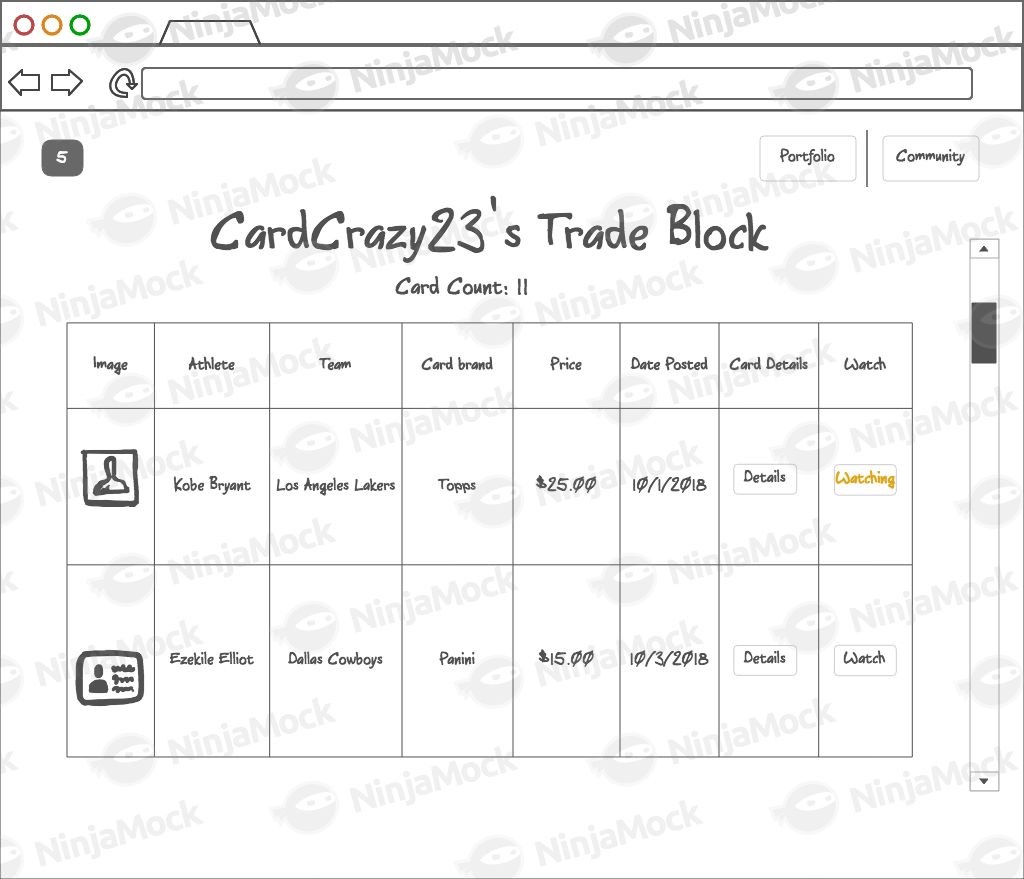 5
Portfolio
Community
CardCrazy23's Trade Block
Card Count: 11
Image Athlete Team Card brand Price Date Posted Card Details Watch
Kobe Bryant Los Angeles Lakers Topps $25.00 10/1/2018 Details Watching
Ezekile Elliot Dallas Cowboys Panini $15.00 10/3/2018 Details Watch
NinjaMock